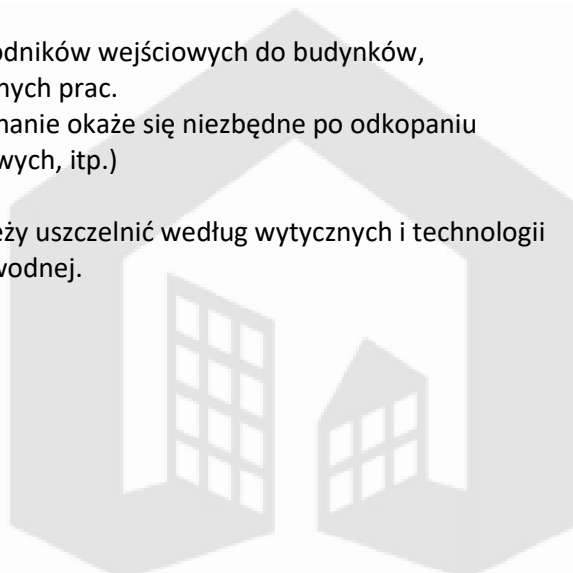 odników wejściowych do budynków,
nych prac.
nanie okaże się niezbędne po odkopaniu
wych, itp.)
eży uszczelnić według wytycznych i technologii
wodnej.